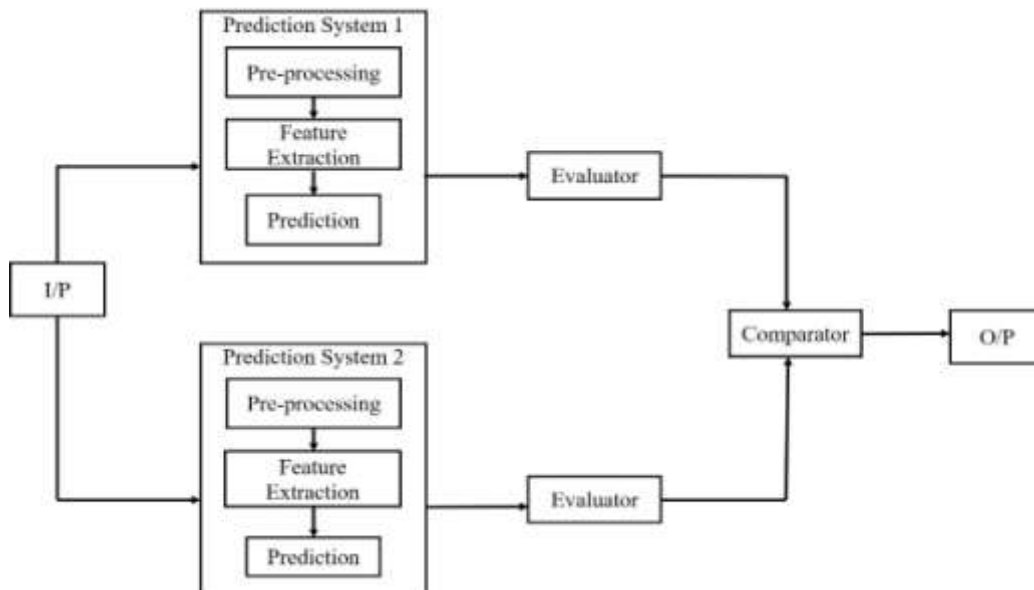 Prediction System 1
Pre-processing
Feature
Extraction
Prediction
Evaluator
I/P
Comparator
O/P
Prediction System 2
Pre-processing
Feature
Extraction
Prediction
Evaluator